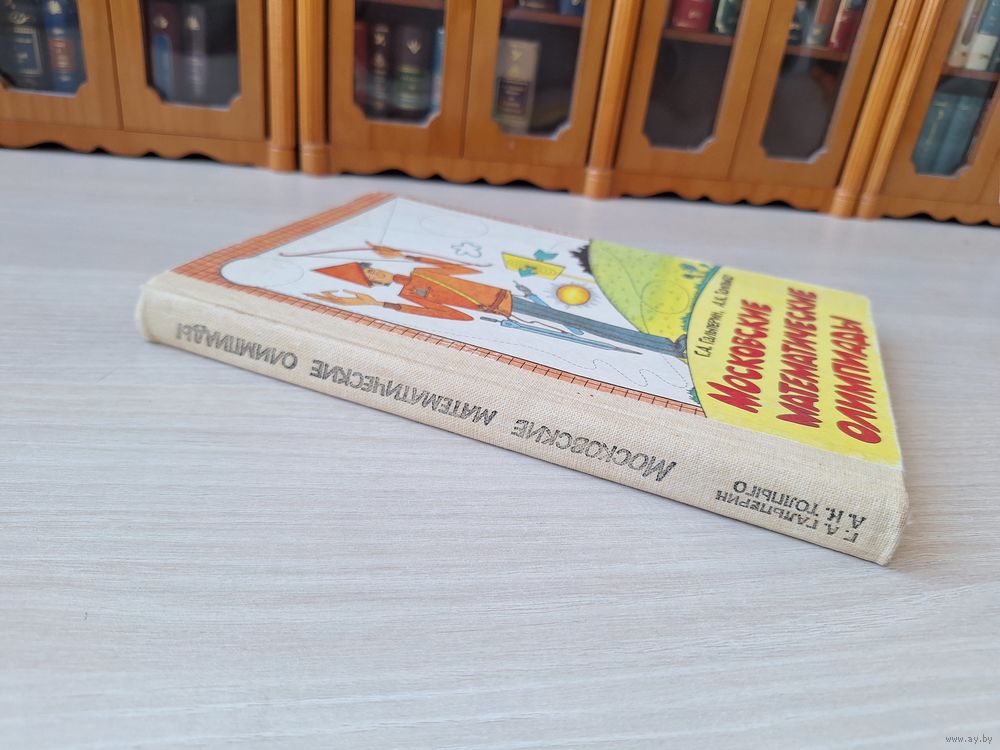 Г.А. Гальперин, А.К. Толпыго
Московские
математические
олимпиады
Г. А. ГАЛЬПЕРИН
А. К. ТОЛПЫГО
Московские математические олимпиады
www.ay.by